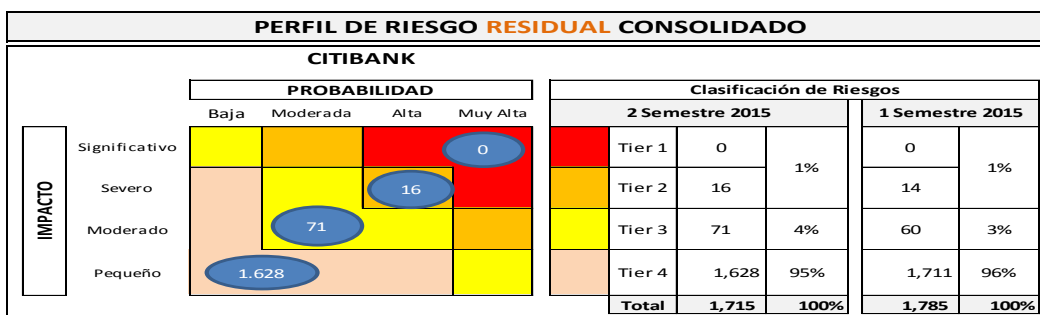 PERFIL DE RIESGO RESIDUAL CONSOLIDADO
CITIBANK
PROBABILIDAD
Clasificación de Riesgos
Baja Moderada Alta Muy Alta
2 Semestre 2015 1 Semestre 2015
IMPACTO
Significativo 0 Tier 1 0 1% 0 1%
Severo 16 Tier 2 16 14
Moderado 71 Tier 3 71 4% 60 3%
Pequeño 1.628 Tier 4 1,628 95% 1,711 96%
Total 1,715 100% 1,785 100%